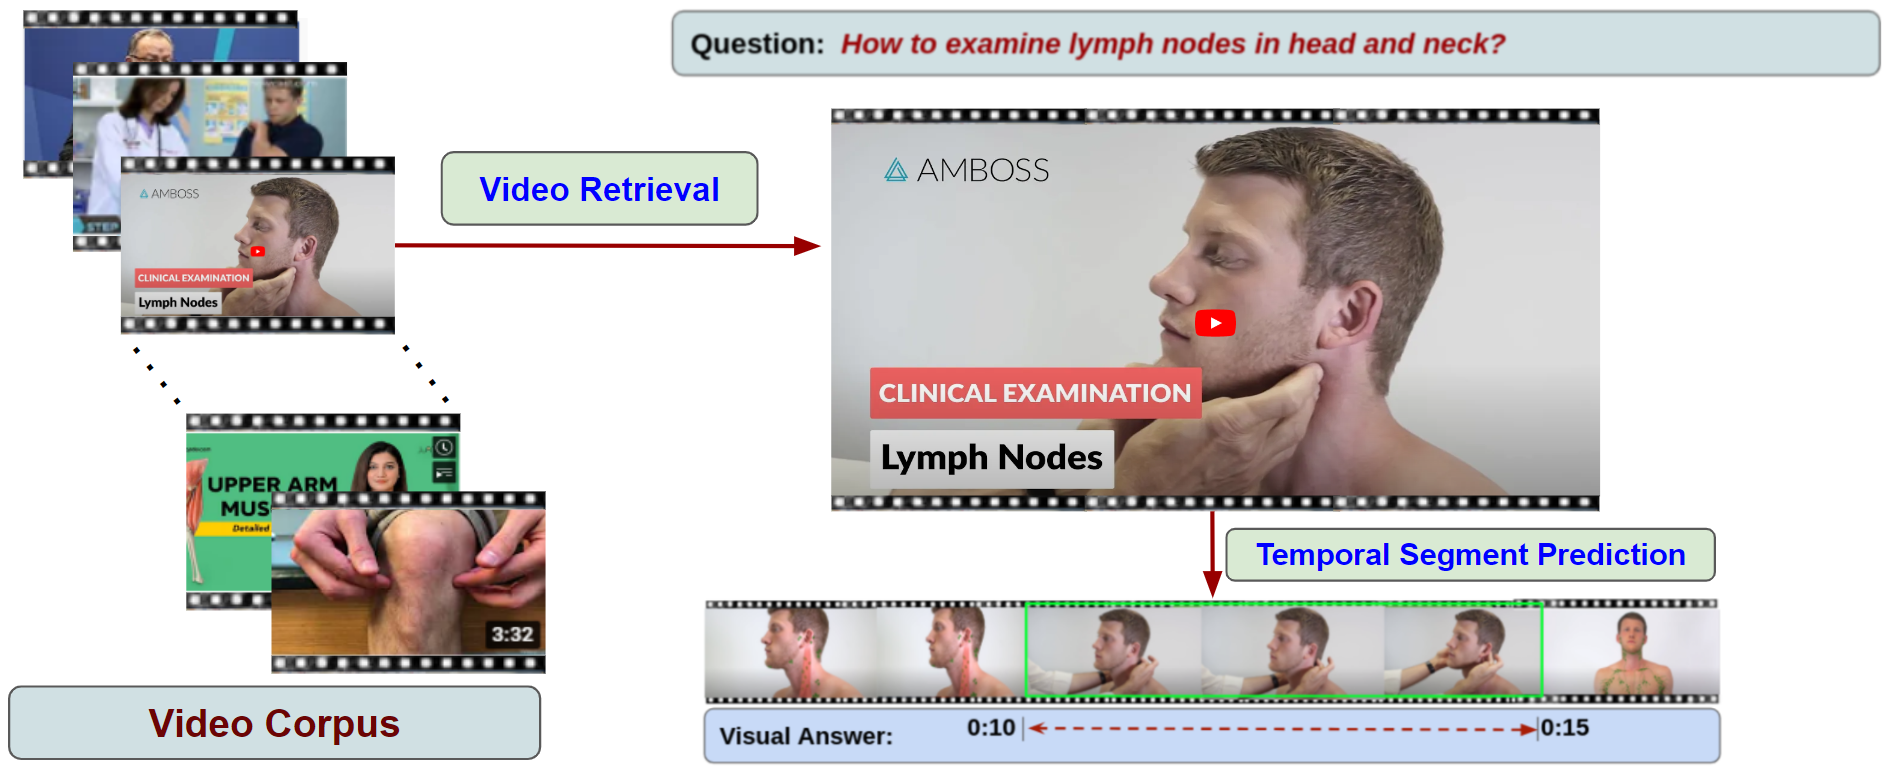 Question: How to examine lymph nodes in head and neck?
STEP
AMBOSS
CLINICAL EXAMINATION
Lymph Nodes
Video Retrieval
AMBOSS
CLINICAL EXAMINATION
Lymph Nodes
UPPER ARM
MUS
Detailed
3:32
Video Corpus
Temporal Segment Prediction
Visual Answer:
0:10
0:15